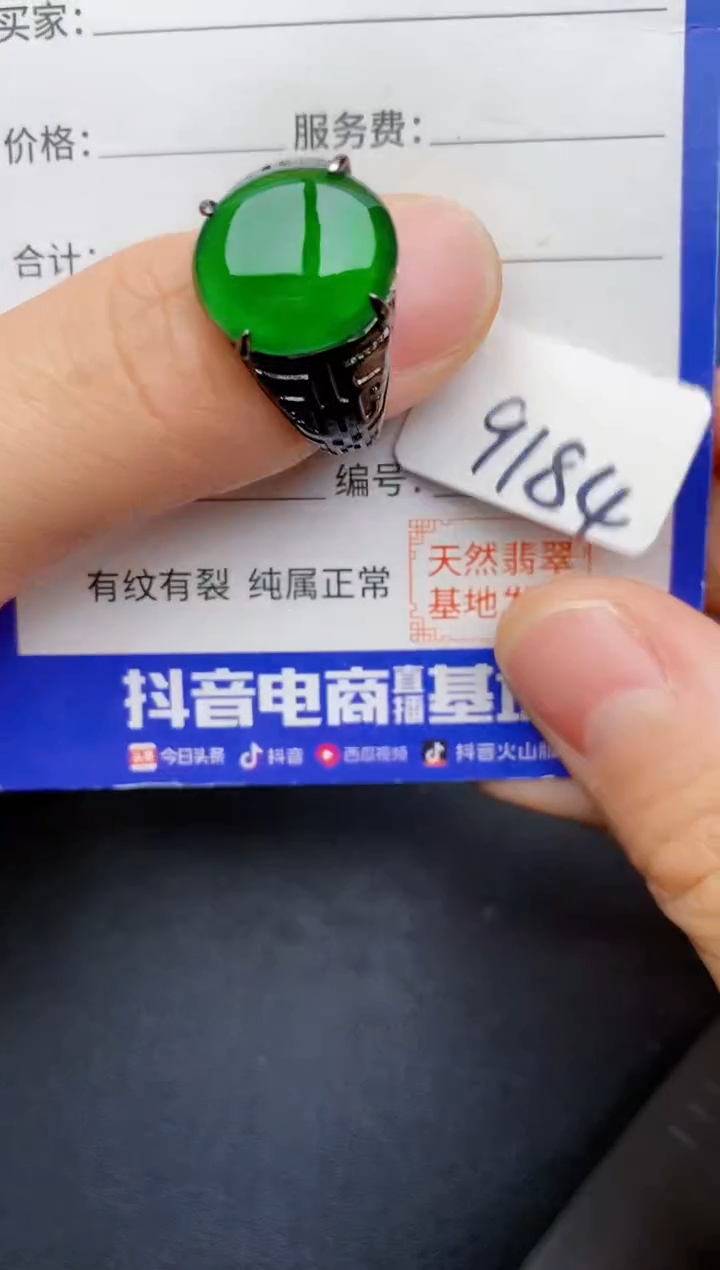 买家:
价格:
服务费:
合计:
编号:
9184
有纹有裂 纯属正常
天然翡翠
基地
抖音电商直播基
今日头条 抖音 西瓜视频 抖音火山